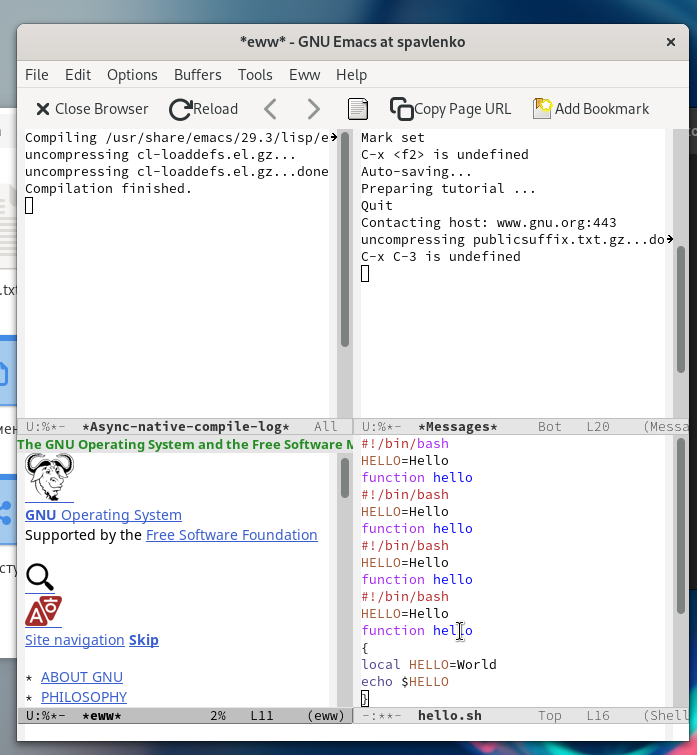 *eww* - GNU Emacs at spavlenko
File Edit Options Buffers Tools Eww Help
Close Browser Reload Copy Page URL Add Bookmark
Compiling /usr/share/emacs/29.3/lisp/e
uncompressing cl-loaddefs.el.gz...
uncompressing cl-loaddefs.el.gz...done
Compilation finished.
U:%*- *Async-native-compile-log* All
Mark set
C-x <f2> is undefined
Auto-saving...
Preparing tutorial ...
Quit
Contacting host: www.gnu.org:443
uncompressing publicsuffix.txt.gz...do
C-x C-3 is undefined
U:%*- *Messages* Bot L20 (Messa
The GNU Operating System and the Free Software M
GNU Operating System
Supported by the Free Software Foundation
Site navigation Skip
* ABOUT GNU
* PHILOSOPHY
U:%*- *eww* 2% L11 (eww)
#!/bin/bash
HELLO=Hello
function hello
#!/bin/bash
HELLO=Hello
function hello
#!/bin/bash
HELLO=Hello
function hello
#!/bin/bash
HELLO=Hello
function hello
{
local HELLO=World
echo $HELLO
}
-:**- hello.sh Top L16 (Shell
.txt